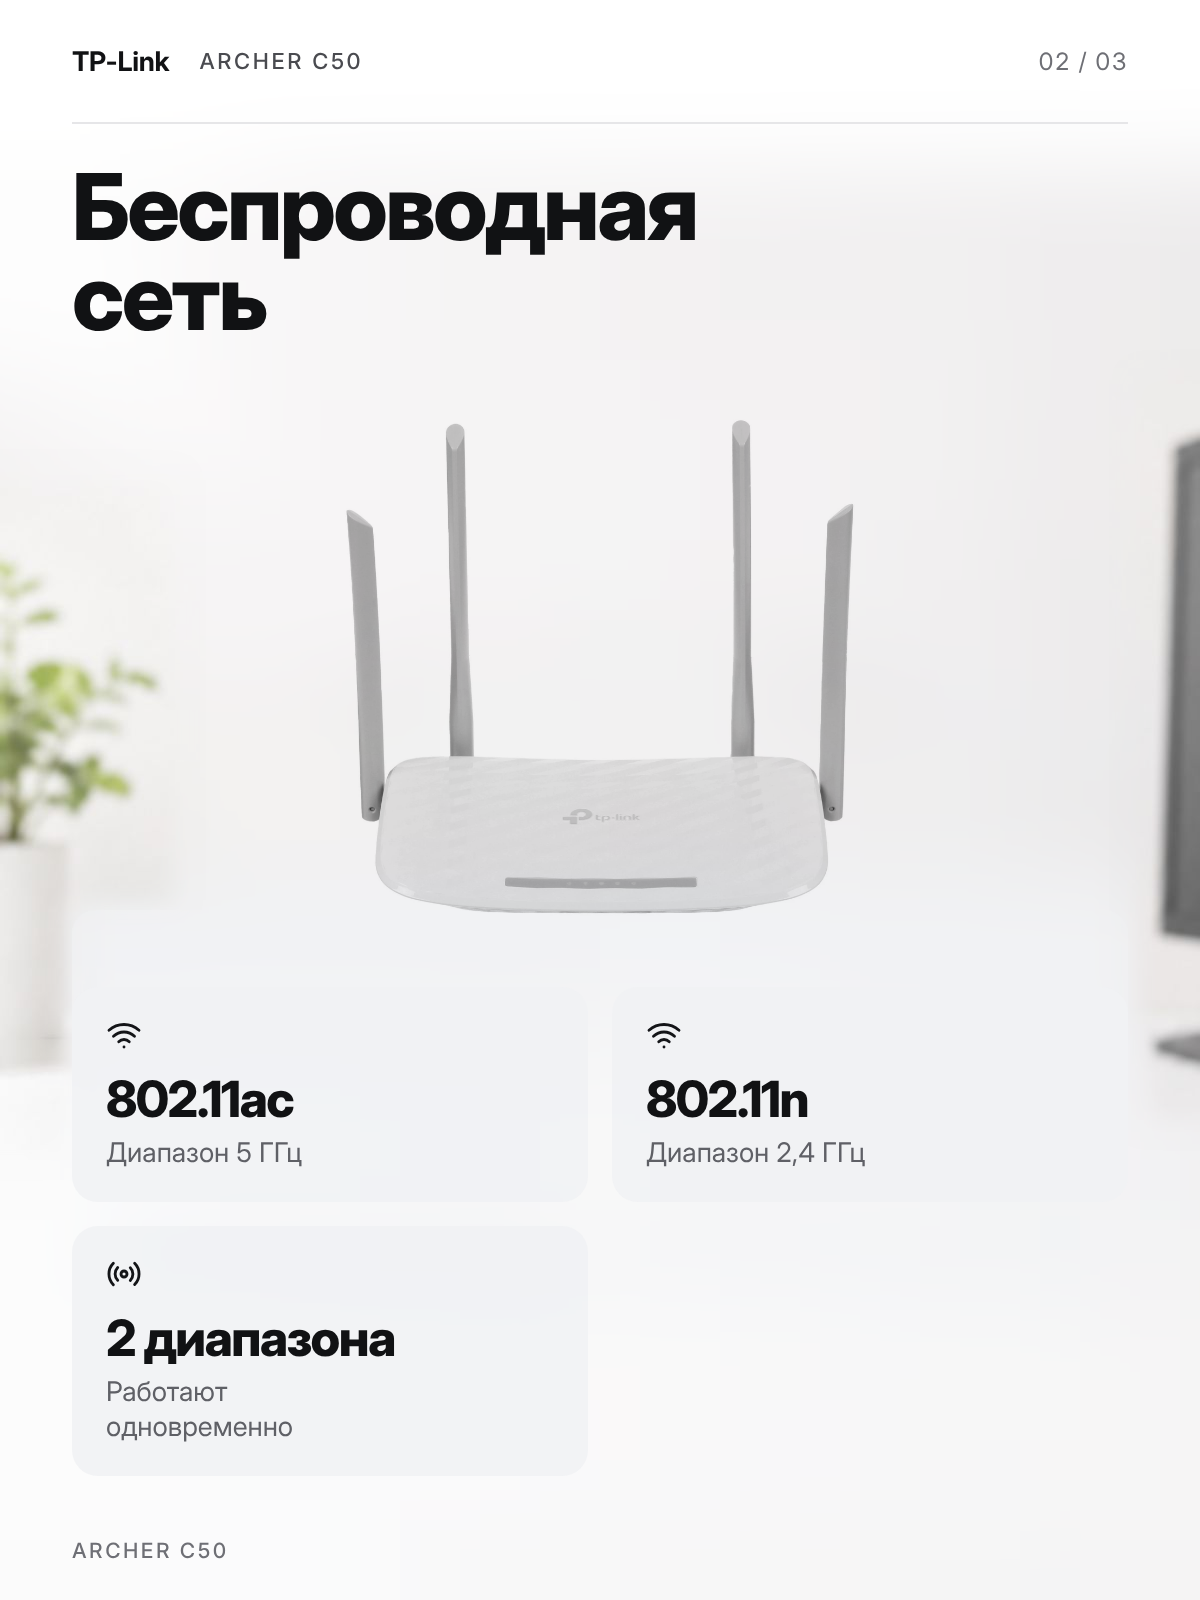 TP-Link ARCHER C50 02 / 03
Беспроводная
сеть
tp-link
802.11ac
Диапазон 5 ГГц
802.11n
Диапазон 2,4 ГГц
2 диапазона
Работают
одновременно
ARCHER C50